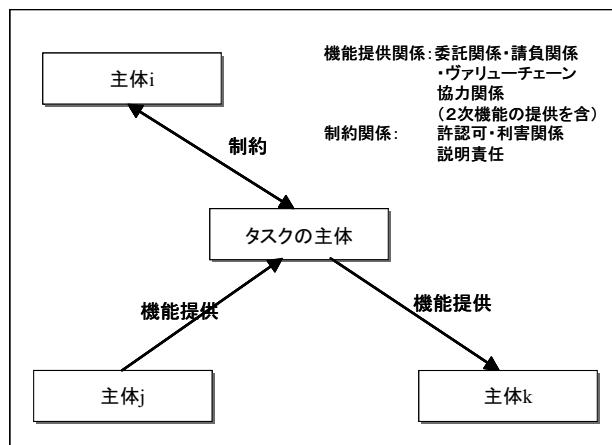 機能提供関係：委託関係・請負関係
・ヴァリューチェーン
協力関係
（２次機能の提供を含）
制約関係：　許認可・利害関係
説明責任
主体i
制約
タスクの主体
機能提供
機能提供
主体j
主体k